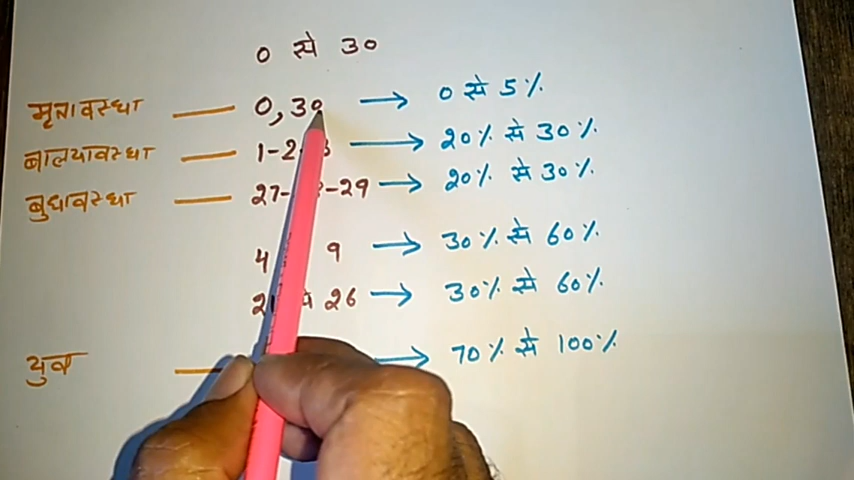 0 से 30
मृतावस्था — 0, 30 → 0 से 5%
बाल्यावस्था — 1-2-3 → 20% से 30%
बुधावस्था — 27- -29 → 20% से 30%
4 9 → 30% से 60%
26 → 30% से 60%
युवा — → 70% से 100%